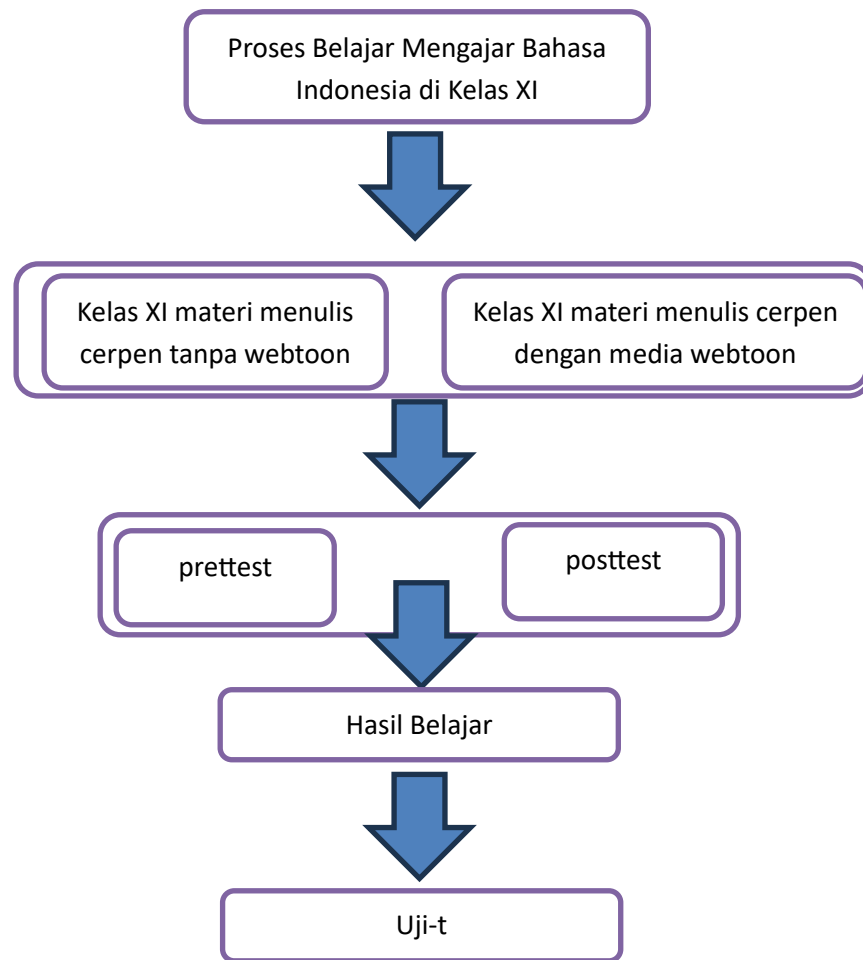 Proses Belajar Mengajar Bahasa
Indonesia di Kelas XI
Kelas XI materi menulis
cerpen tanpa webtoon
Kelas XI materi menulis cerpen
dengan media webtoon
prettest
posttest
Hasil Belajar
Uji-t